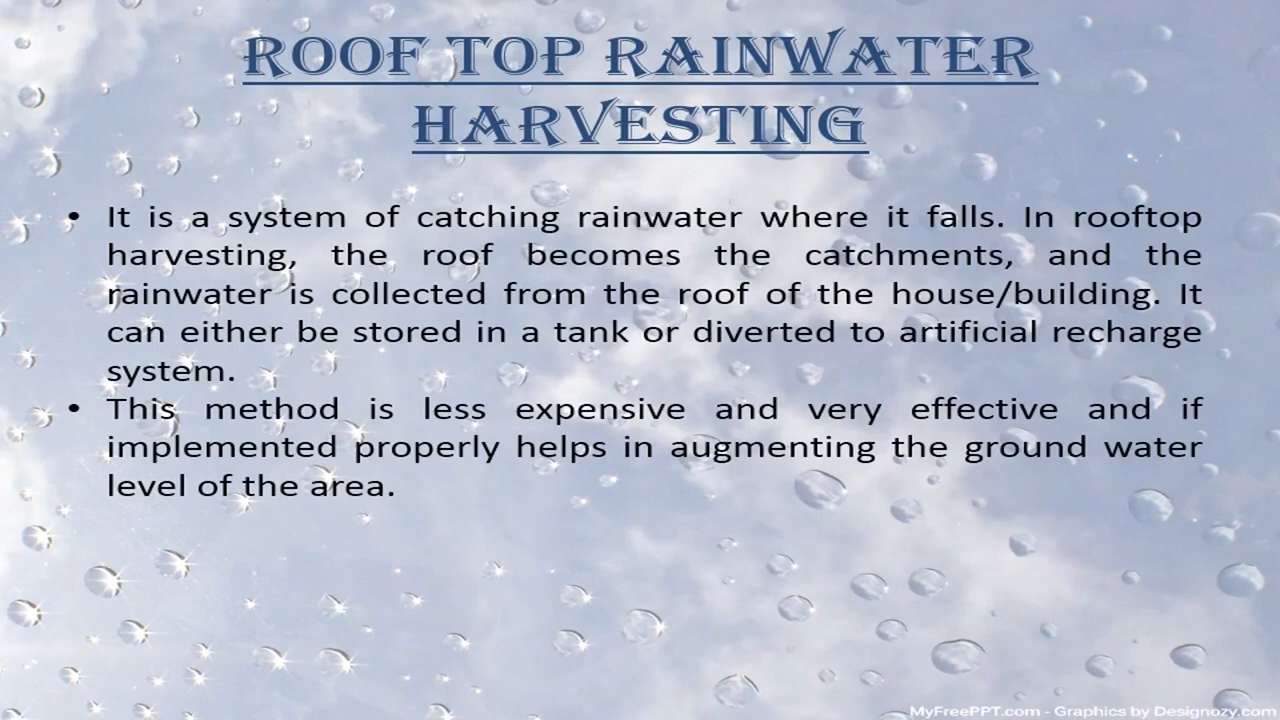 ROOF TOP RAINWATER
HARVESTING
• It is a system of catching rainwater where it falls. In rooftop
harvesting, the roof becomes the catchments, and the
rainwater is collected from the roof of the house/building. It
can either be stored in a tank or diverted to artificial recharge
system.
• This method is less expensive and very effective and if
implemented properly helps in augmenting the ground water
level of the area.
MyFreePPT.com - Graphics by Designozy.com